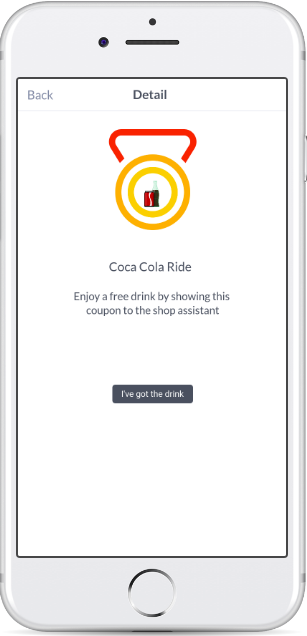 Back Detail
Coca Cola Ride
Enjoy a free drink by showing this
coupon to the shop assistant
I've got the drink